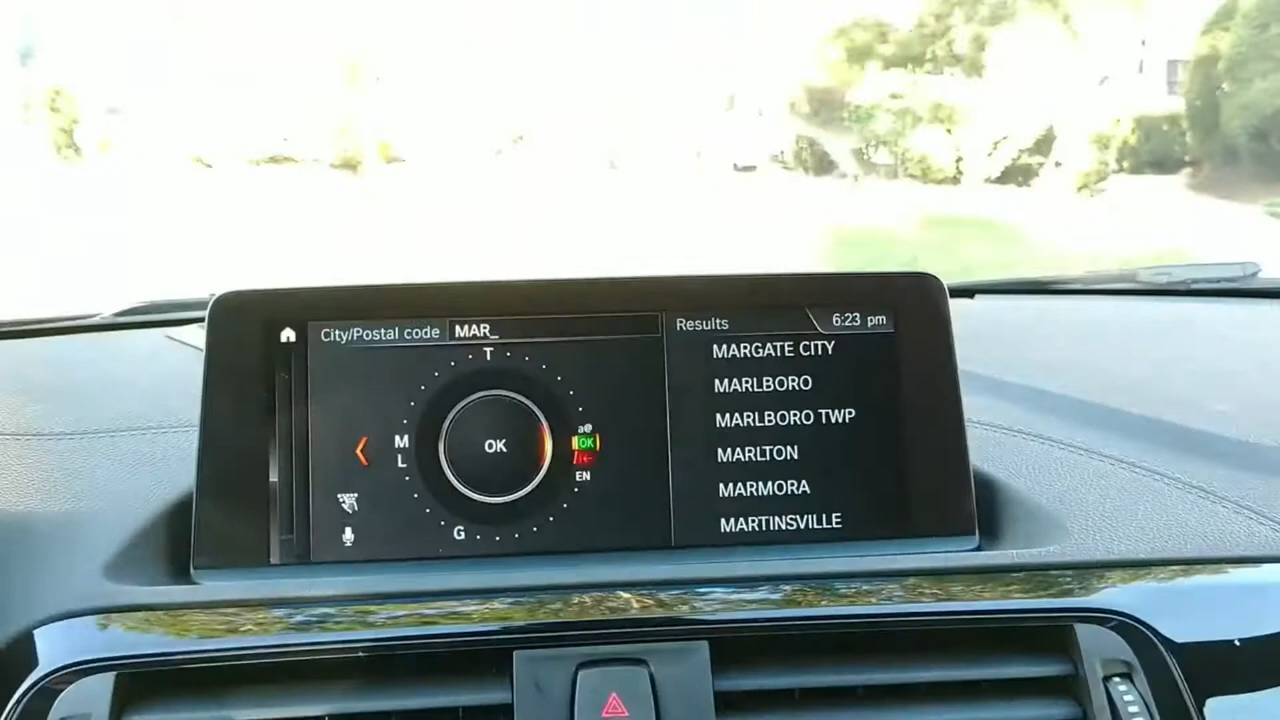 City/Postal code MAR_
Results
6:23 pm
T
M
L
G
OK
a@
OK
EN
MARGATE CITY
MARLBORO
MARLBORO TWP
MARLTON
MARMORA
MARTINSVILLE